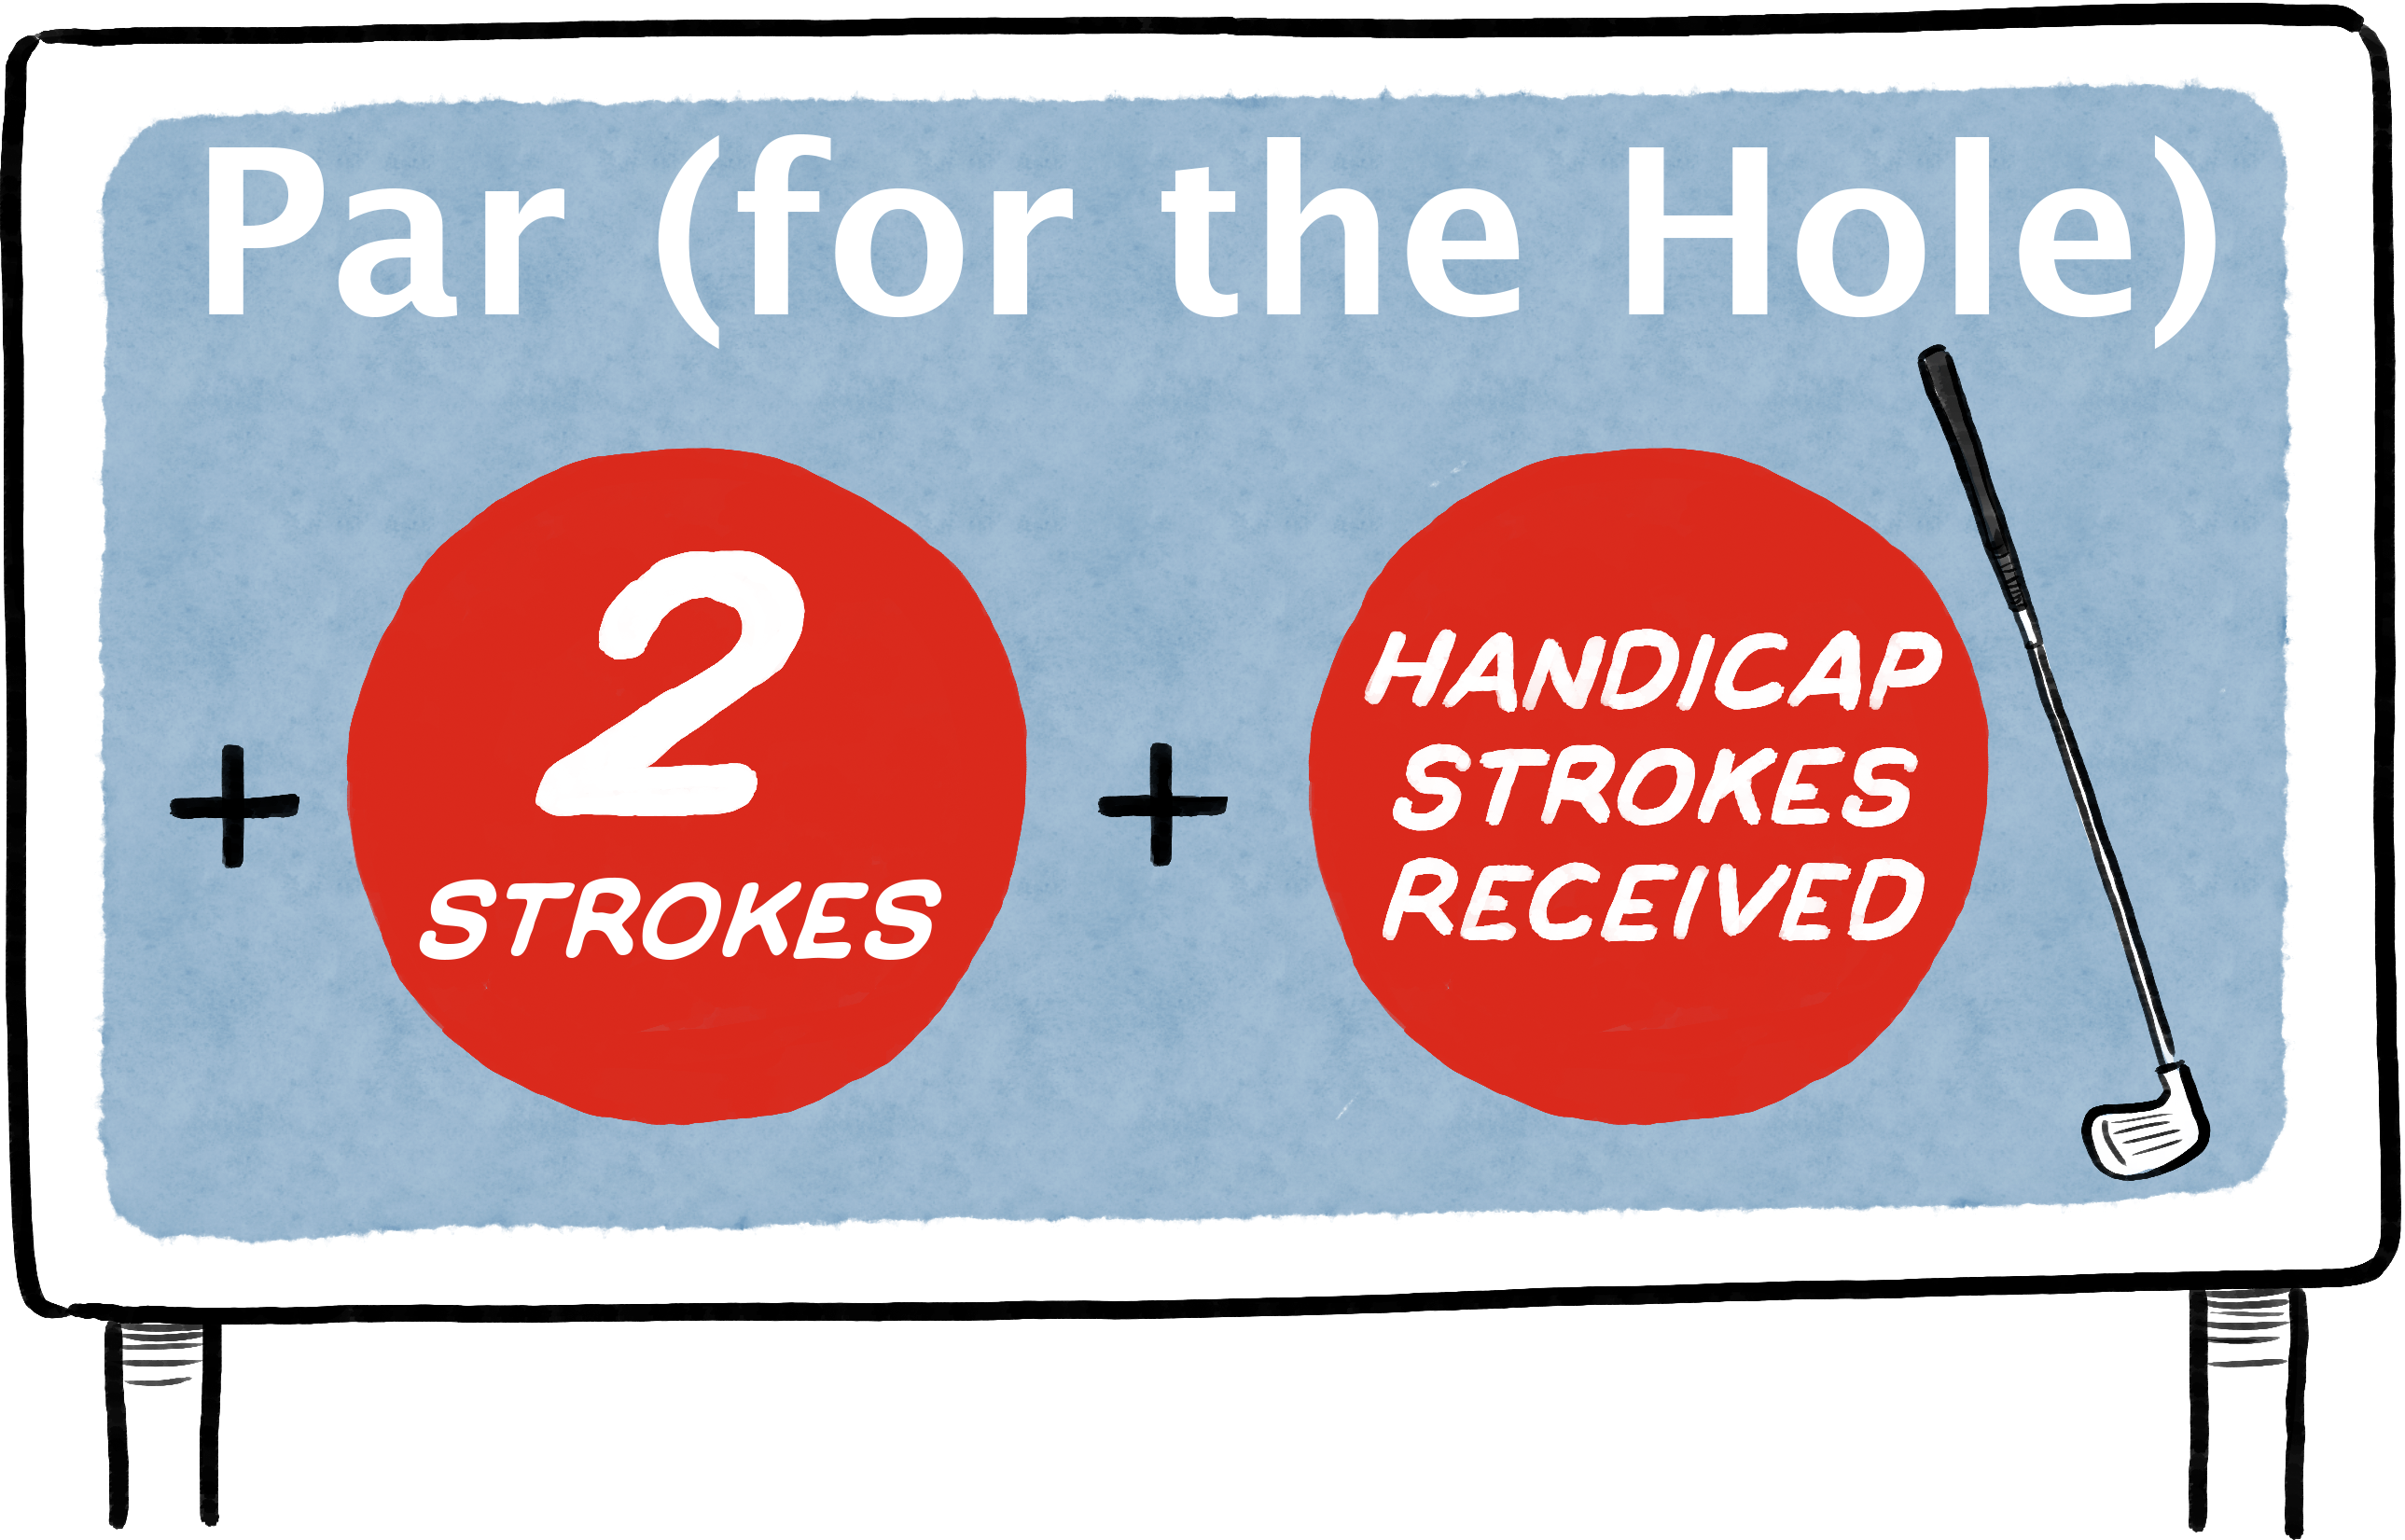 Par (for the Hole)
+ 2 STROKES
+ HANDICAP
STROKES
RECEIVED